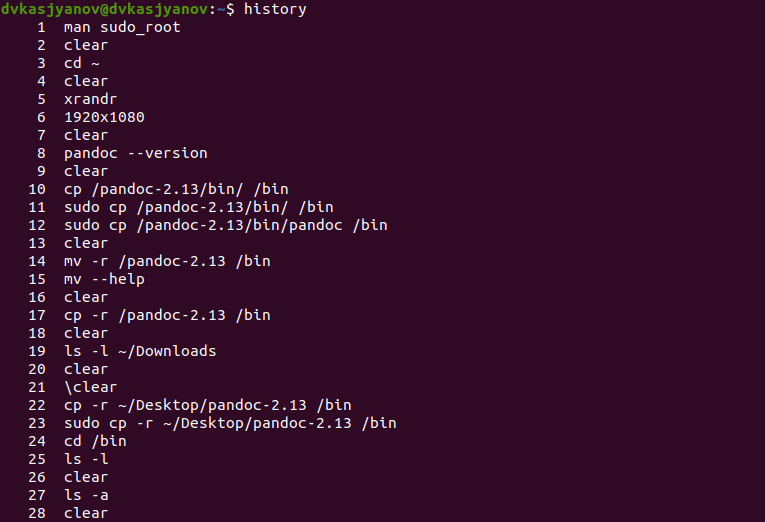 dvkasjyanov@dvkasjyanov:~$ history
1 man sudo_root
2 clear
3 cd ~
4 clear
5 xrandr
6 1920x1080
7 clear
8 pandoc --version
9 clear
10 cp /pandoc-2.13/bin/ /bin
11 sudo cp /pandoc-2.13/bin/ /bin
12 sudo cp /pandoc-2.13/bin/pandoc /bin
13 clear
14 mv -r /pandoc-2.13 /bin
15 mv --help
16 clear
17 cp -r /pandoc-2.13 /bin
18 clear
19 ls -l ~/Downloads
20 clear
21 \clear
22 cp -r ~/Desktop/pandoc-2.13 /bin
23 sudo cp -r ~/Desktop/pandoc-2.13 /bin
24 cd /bin
25 ls -l
26 clear
27 ls -a
28 clear